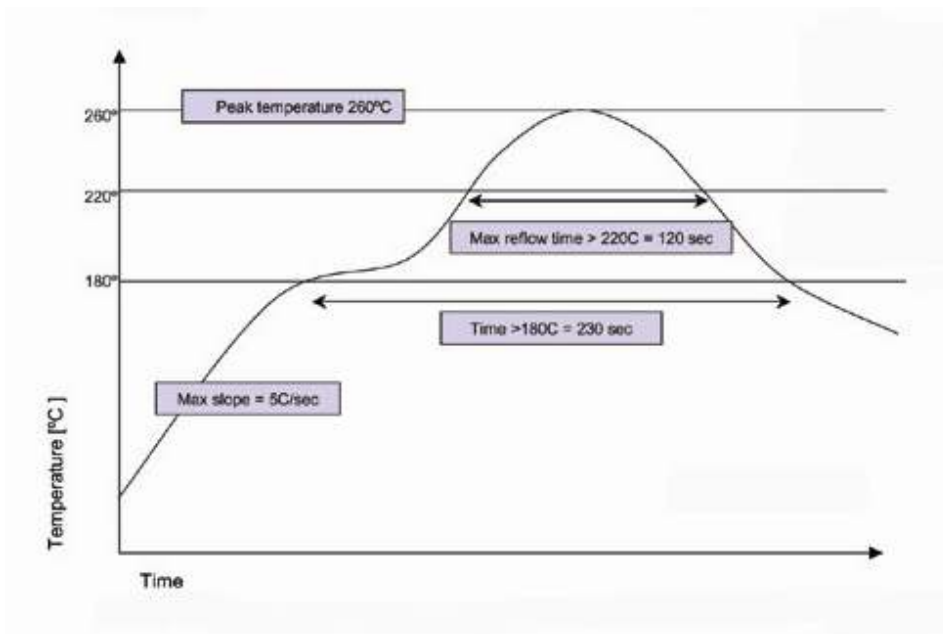 Peak temperature 260ºC
260º
220º
Max reflow time > 220C = 120 sec
180º
Time >180C = 230 sec
Max slope = 5C/sec
Temperature [ºC ]
Time